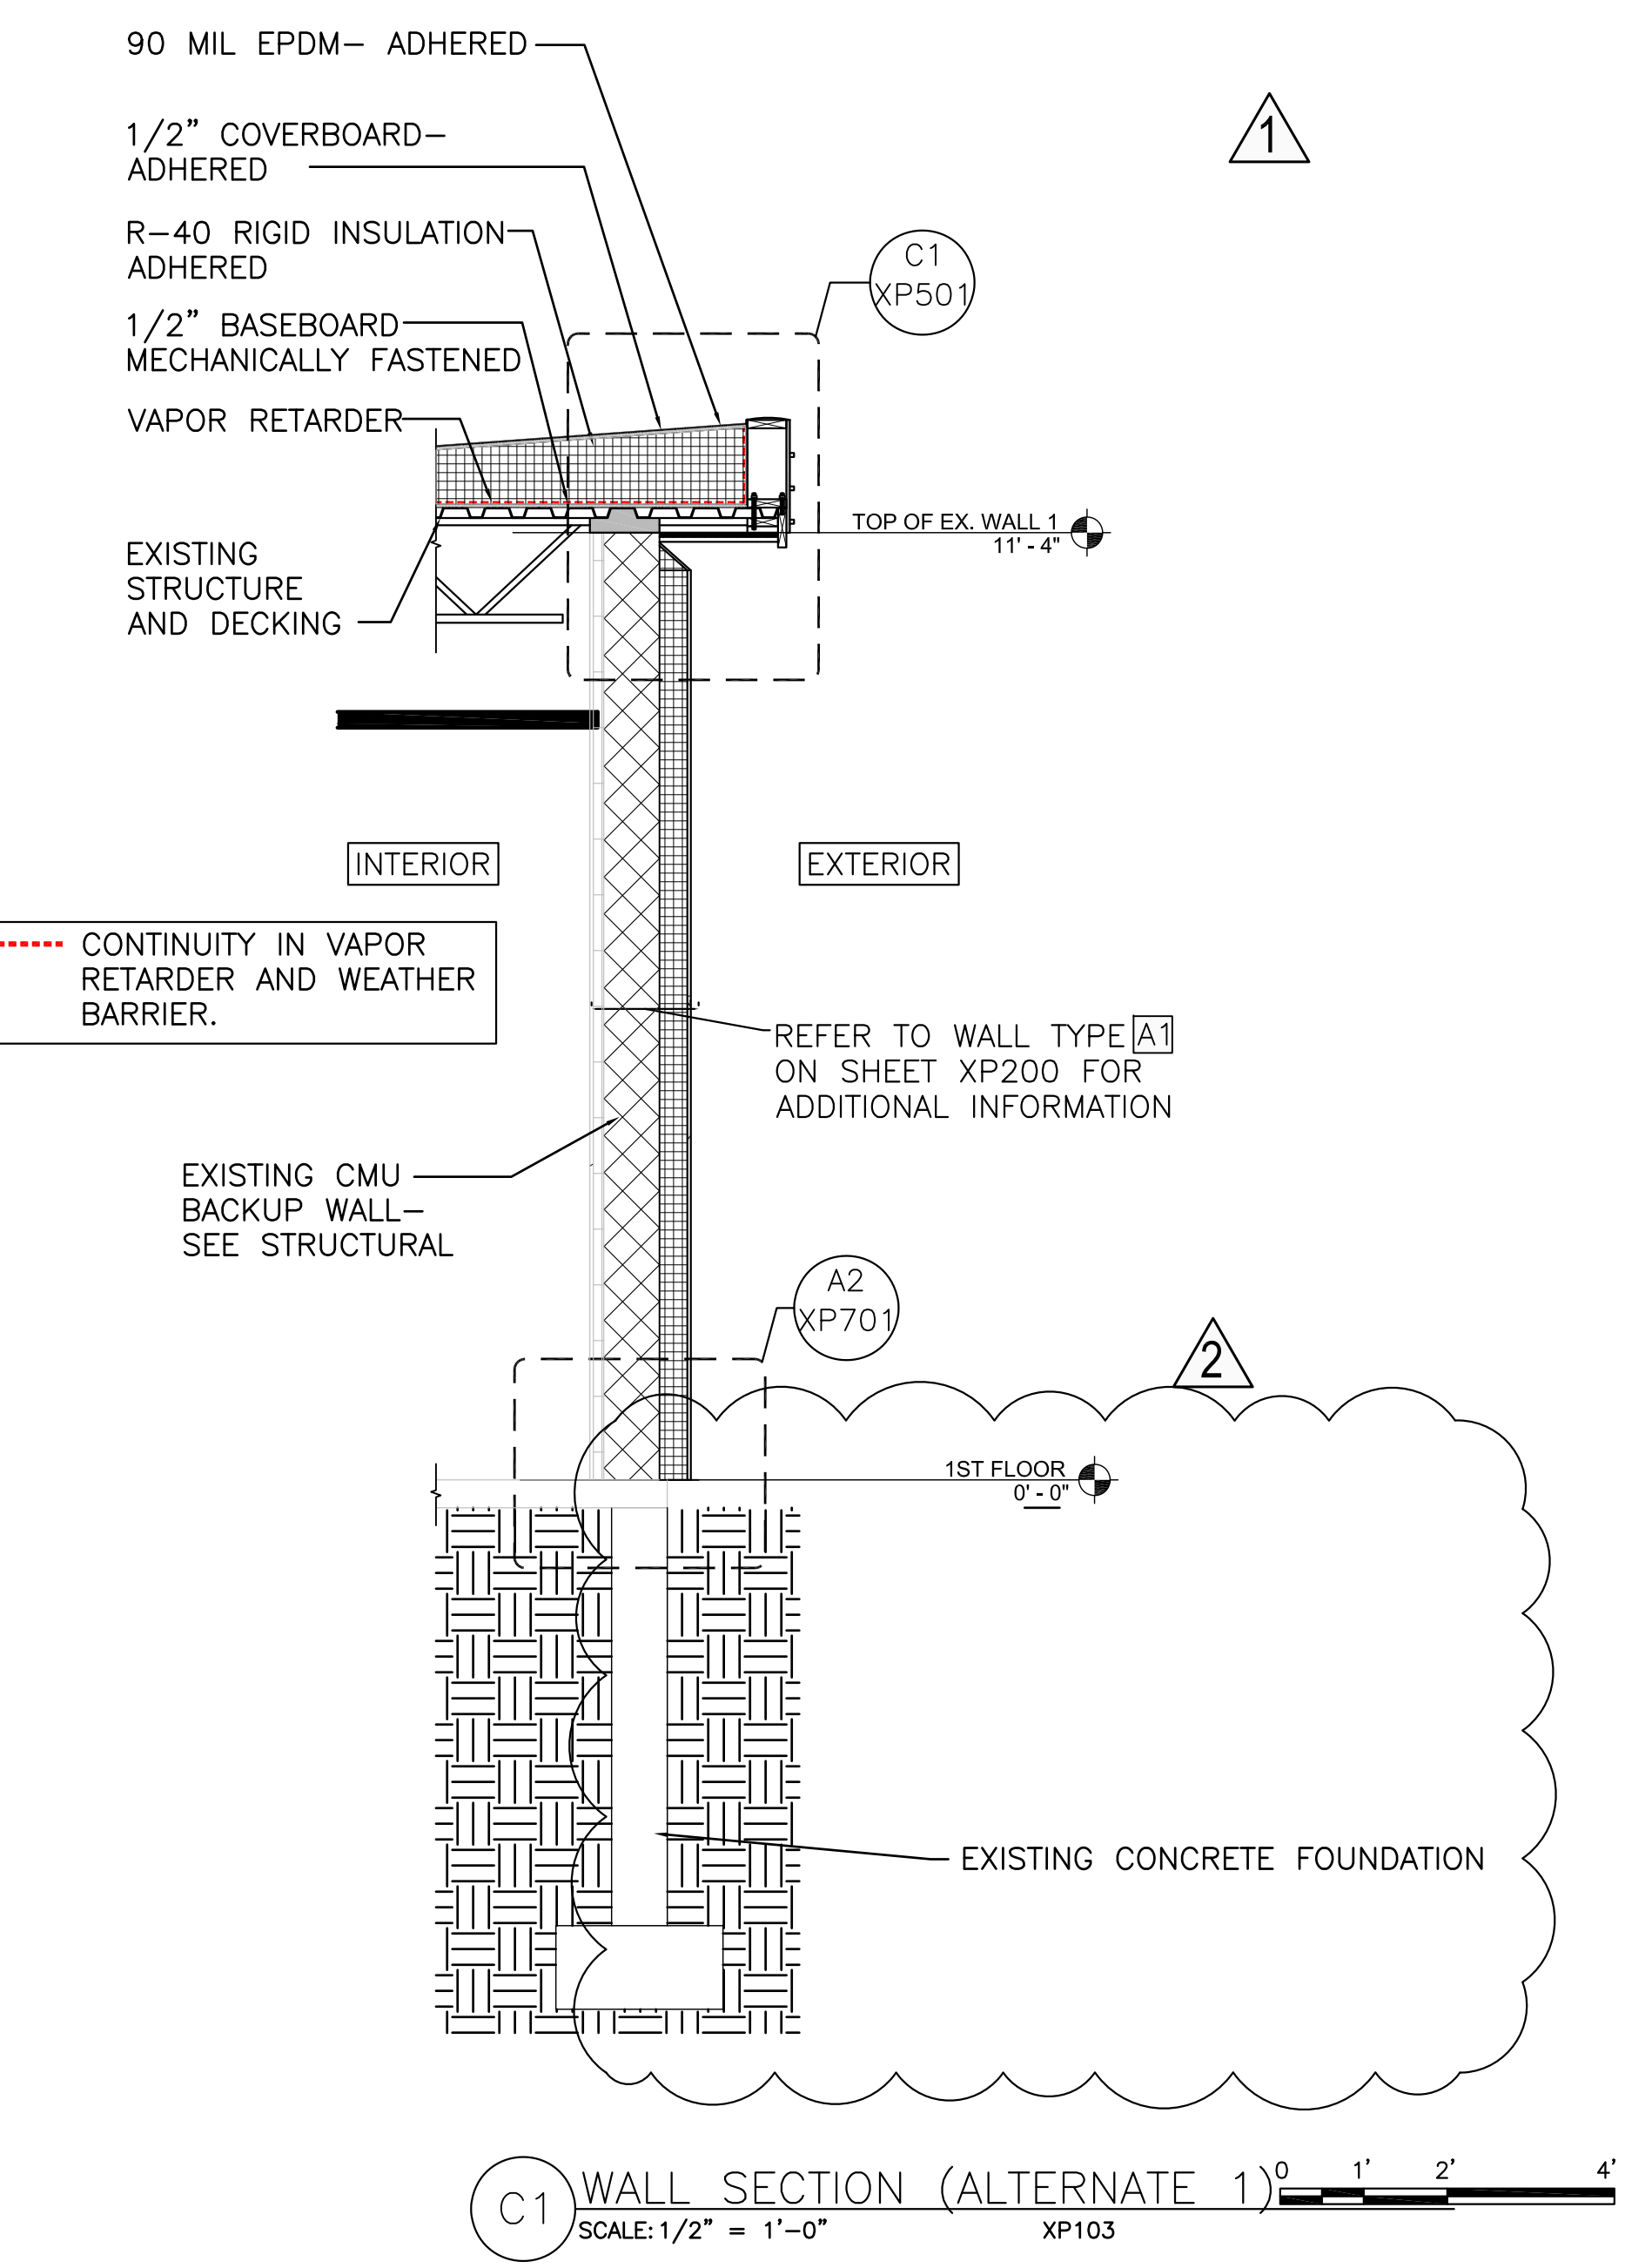 90 MIL EPDM– ADHERED
1/2" COVERBOARD–
ADHERED
1
R–40 RIGID INSULATION
ADHERED
C1
XP501
1/2" BASEBOARD
MECHANICALLY FASTENED
VAPOR RETARDER
TOP OF EX. WALL 1
11' - 4"
EXISTING
STRUCTURE
AND DECKING
INTERIOR
EXTERIOR
CONTINUITY IN VAPOR
RETARDER AND WEATHER
BARRIER.
REFER TO WALL TYPE A1
ON SHEET XP200 FOR
ADDITIONAL INFORMATION
EXISTING CMU
BACKUP WALL–
SEE STRUCTURAL
A2
XP701
2
1ST FLOOR
0' - 0"
EXISTING CONCRETE FOUNDATION
C1
WALL SECTION (ALTERNATE 1)
SCALE: 1/2" = 1'–0"
XP103
0 1' 2' 4'